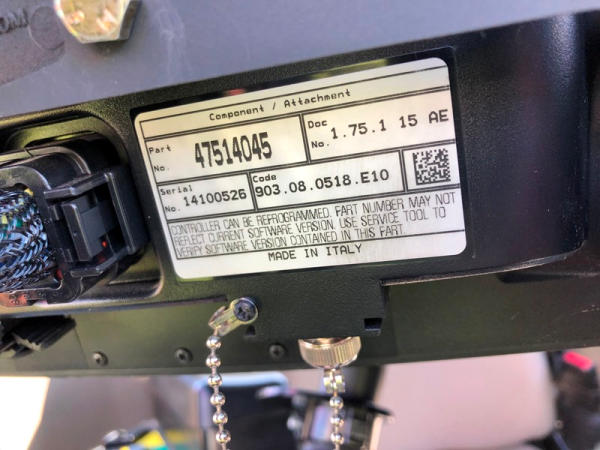 Component / Attachment
Part No. 47514045
Doc No. 1.75.1 15 AE
Serial No. 14100526
Code 903.08.0518.E10
CONTROLLER CAN BE REPROGRAMMED. PART NUMBER MAY NOT
REFLECT CURRENT SOFTWARE VERSION. USE SERVICE TOOL TO
VERIFY SOFTWARE VERSION CONTAINED IN THIS PART.
MADE IN ITALY